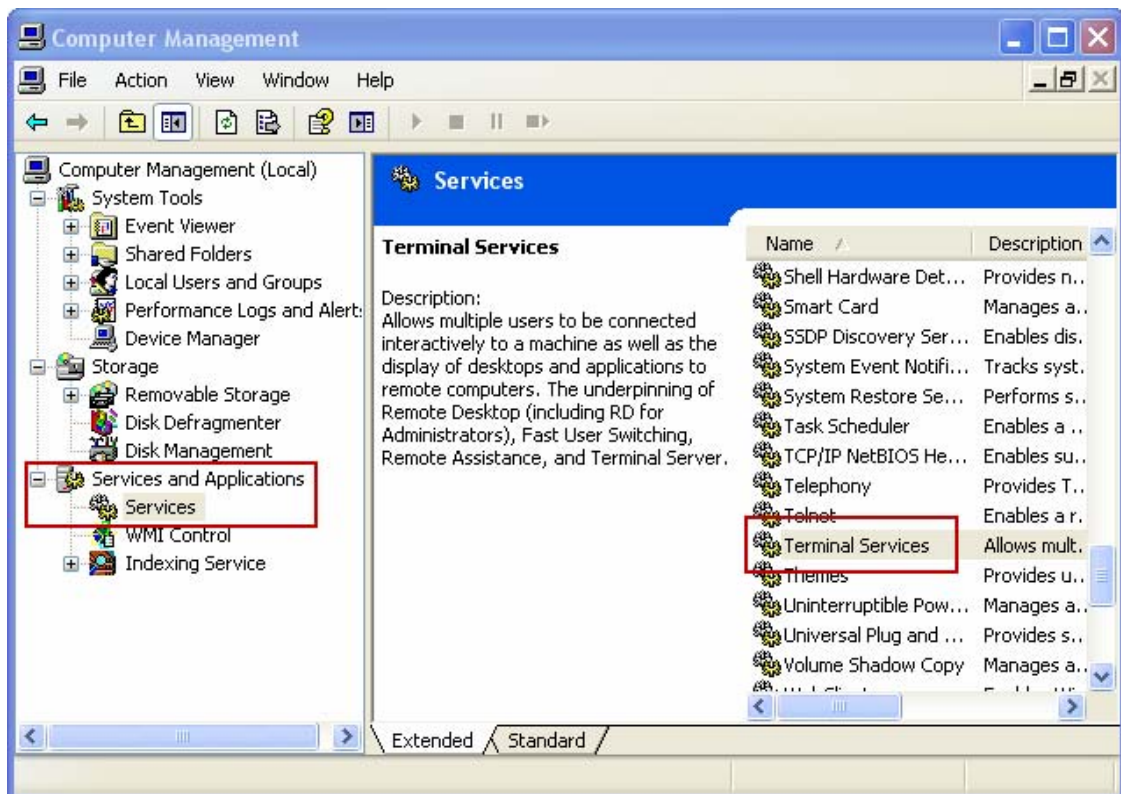 Computer Management
File Action View Window Help
Computer Management (Local)
System Tools
Event Viewer
Shared Folders
Local Users and Groups
Performance Logs and Alert
Device Manager
Storage
Removable Storage
Disk Defragmenter
Disk Management
Services and Applications
Services
WMI Control
Indexing Service
Services
Terminal Services
Description:
Allows multiple users to be connected
interactively to a machine as well as the
display of desktops and applications to
remote computers. The underpinning of
Remote Desktop (including RD for
Administrators), Fast User Switching,
Remote Assistance, and Terminal Server.
Name Description
Shell Hardware Det... Provides n..
Smart Card Manages a..
SSDP Discovery Ser... Enables dis.
System Event Notifi... Tracks syst.
System Restore Se... Performs s..
Task Scheduler Enables a ..
TCP/IP NetBIOS He... Enables su..
Telephony Provides T..
Telnet Enables a r.
Terminal Services Allows mult.
Themes Provides u..
Uninterruptible Pow... Manages a..
Universal Plug and ... Provides s..
Volume Shadow Copy Manages a..
Extended Standard